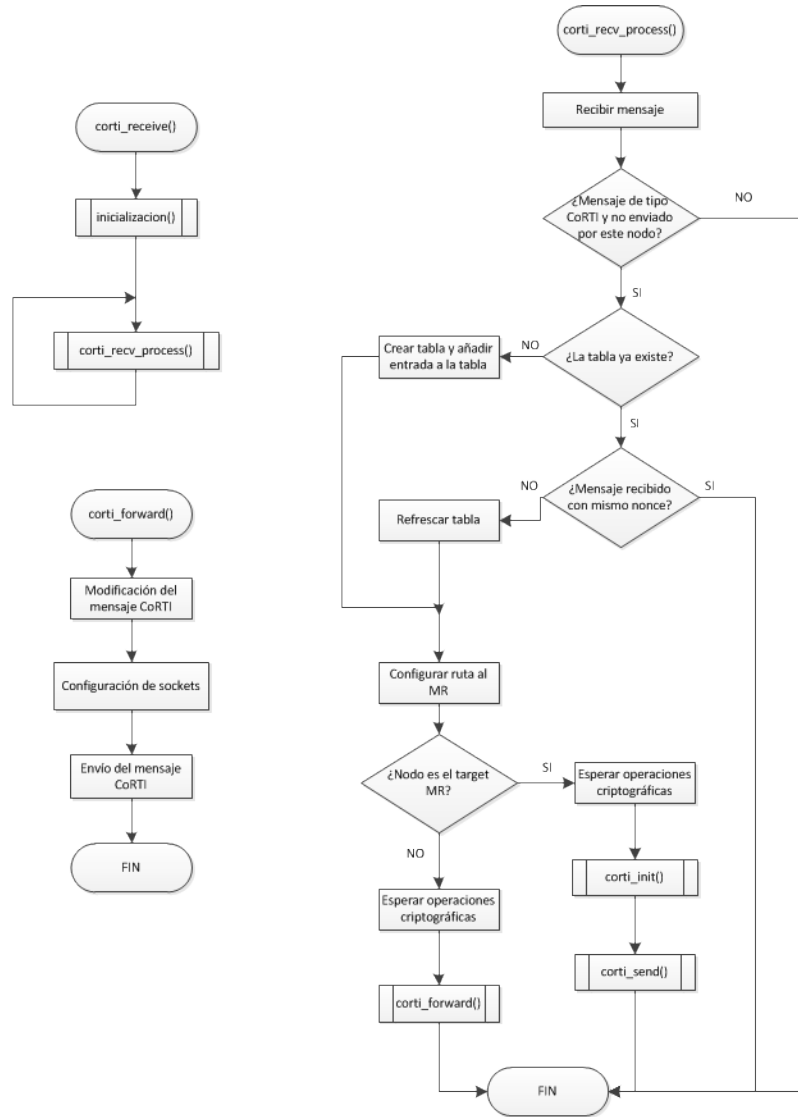 corti_receive()
inicializacion()
corti_recv_process()
corti_forward()
Modificación del
mensaje CoRTI
Configuración de sockets
Envío del mensaje
CoRTI
FIN
corti_recv_process()
Recibir mensaje
¿Mensaje de tipo
CoRTI y no enviado
por este nodo?
NO
SI
¿La tabla ya existe?
NO
Crear tabla y añadir
entrada a la tabla
SI
¿Mensaje recibido
con mismo nonce?
NO
SI
Refrescar tabla
Configurar ruta al
MR
¿Nodo es el target
MR?
SI
Esperar operaciones
criptográficas
corti_init()
corti_send()
NO
Esperar operaciones
criptográficas
corti_forward()
FIN